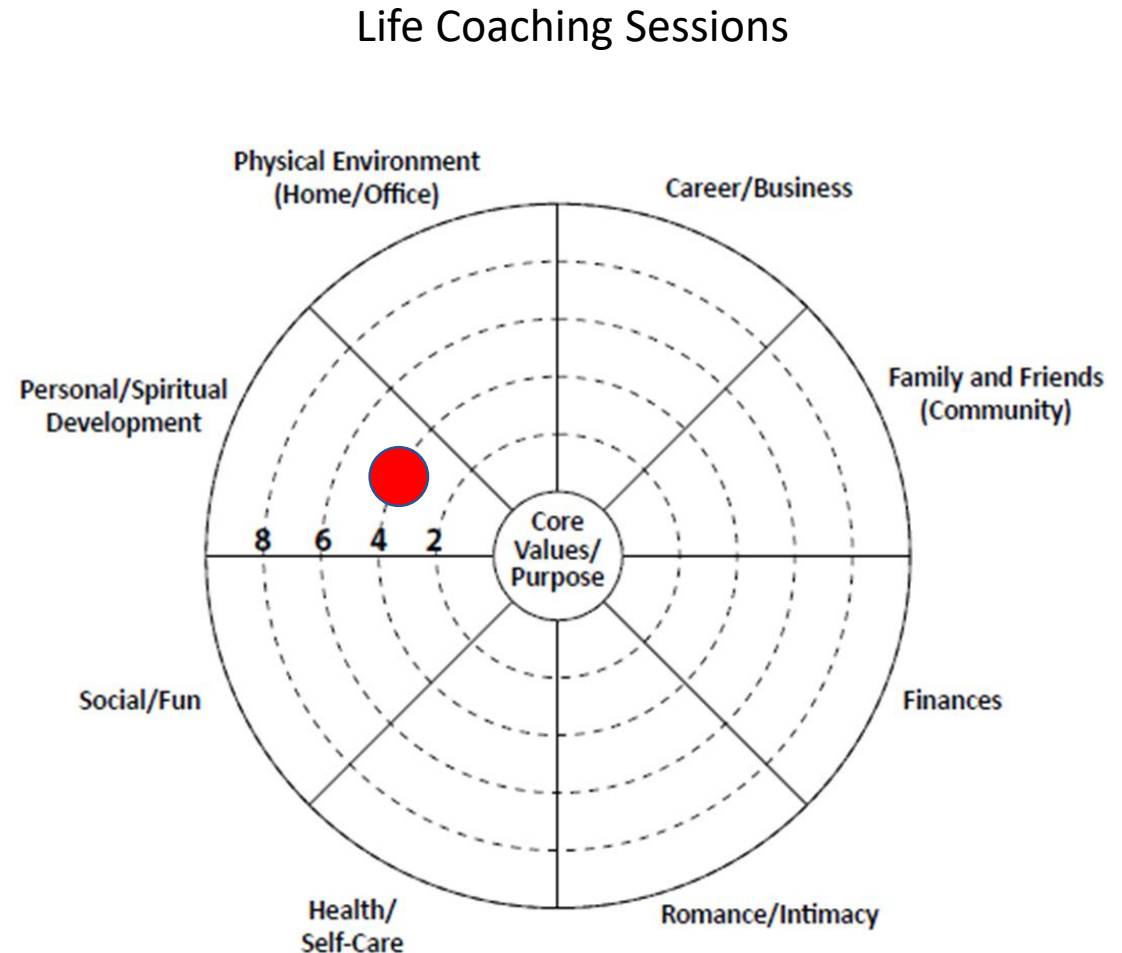 Life Coaching Sessions
Physical Environment
(Home/Office)
Career/Business
Personal/Spiritual
Development
Family and Friends
(Community)
8 6 4 2
Core
Values/
Purpose
Social/Fun
Finances
Health/
Self-Care
Romance/Intimacy